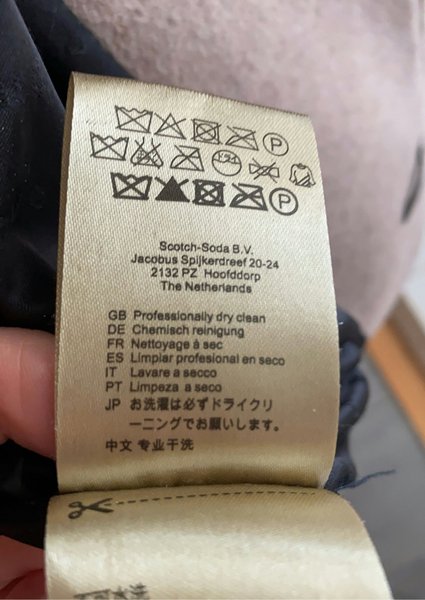 P
P
Scotch-Soda B.V.
Jacobus Spijkerdreef 20-24
2132 PZ Hoofddorp
The Netherlands
GB Professionally dry clean
DE Chemisch reinigung
FR Nettoyage à sec
ES Limpiar profesional en seco
IT Lavare a secco
PT Limpeza a seco
JP お洗濯は必ずドライクリ
ーニングでお願いします。
中文 专业干洗